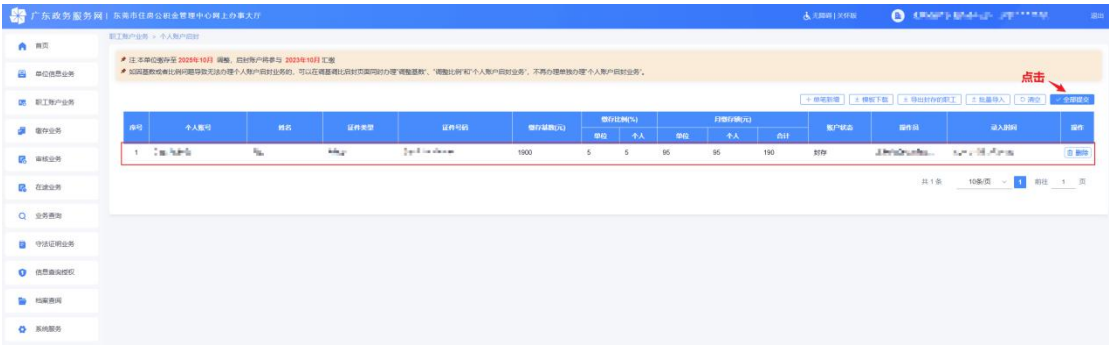 广东政务服务网 | 东莞市住房公积金管理中心网上办事大厅
无障碍 | 关怀版
退出
职工账户业务 > 个人账户启封
首页
单位信息业务
职工账户业务
缴存业务
审核业务
在途业务
业务查询
守法证明业务
信息查询授权
档案查阅
系统服务
注:本单位缴存至 2025年10月 调整,启封账户将参与 2023年10月 汇缴
如因基数或者比例问题导致无法办理个人账户启封业务的,可以在调基调比启封页面同时办理“调整基数”、“调整比例”和“个人账户启封业务”,不再办理单独办理“个人账户启封业务”。
点击
+ 单笔新增 模板下载 导出封存的职工 批量导入 清空 全部提交
序号 个人账号 姓名 证件类型 证件号码 缴存基数(元) 缴存比例(%) 月缴存额(元) 账户状态 操作员 录入时间 操作
单位 个人 单位 个人 合计
1 1900 5 5 95 95 190 封存 删除
共 1 条 10条/页 1 前往 1 页